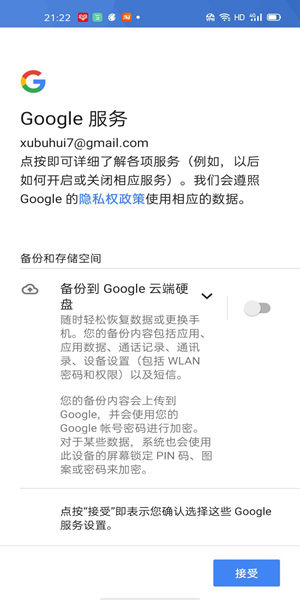 21:22
HD
Google 服务
xubuhui7@gmail.com
点按即可详细了解各项服务（例如，以后
如何开启或关闭相应服务）。我们会遵照
Google 的隐私权政策使用相应的数据。
备份和存储空间
备份到 Google 云端硬
盘
随时轻松恢复数据或更换手
机。您的备份内容包括应用、
应用数据、通话记录、通讯
录、设备设置（包括 WLAN
密码和权限）以及短信。
您的备份内容会上传到
Google，并会使用您的
Google 帐号密码进行加密。
对于某些数据，系统也会使用
此设备的屏幕锁定 PIN 码、图
案或密码来加密。
点按“接受”即表示您确认选择这些 Google
服务设置。
接受